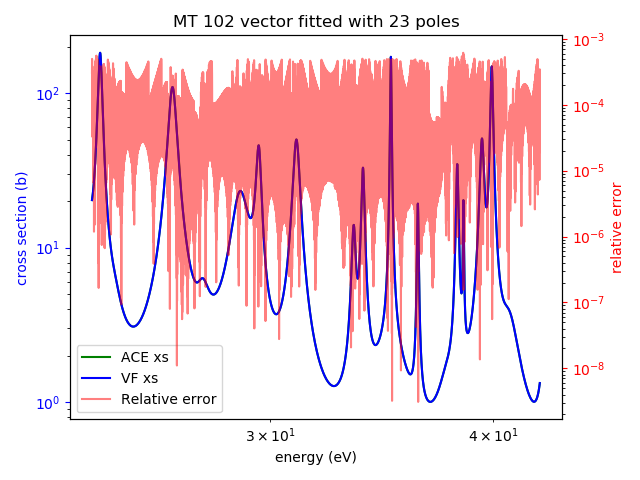 MT 102 vector fitted with 23 poles
cross section (b)
10²
10¹
10⁰
10⁻³
10⁻⁴
10⁻⁵
10⁻⁶
10⁻⁷
10⁻⁸
relative error
ACE xs
VF xs
Relative error
3 × 10¹ 4 × 10¹
energy (eV)